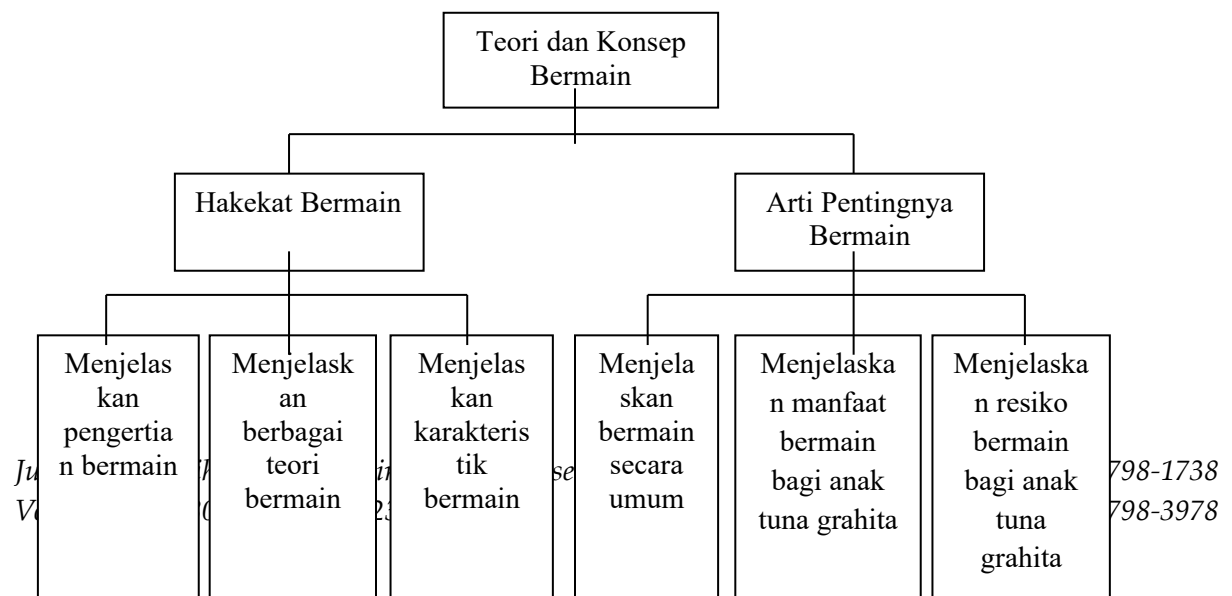 Teori dan Konsep
Bermain
Hakekat Bermain
Arti Pentingnya
Bermain
Menjelas
kan
pengertia
n bermain
Menjelask
an
berbagai
teori
bermain
Menjelas
kan
karakteris
tik
bermain
Menjela
skan
bermain
secara
umum
Menjelaska
n manfaat
bermain
bagi anak
tuna grahita
Menjelaska
n resiko
bermain
bagi anak
tuna
grahita
798-1738
798-3978